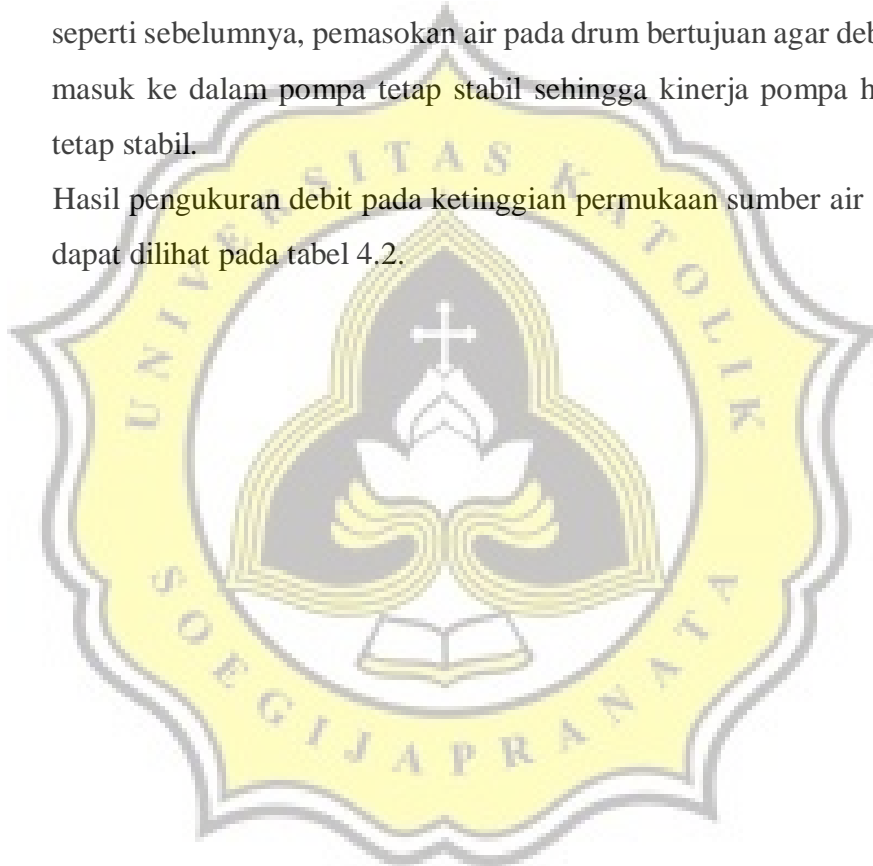 seperti sebelumnya, pemasokan air pada drum bertujuan agar
masuk ke dalam pompa tetap stabil sehingga kinerja pompa
tetap stabil.
Hasil pengukuran debit pada ketinggian permukaan sumber air
dapat dilihat pada tabel 4.2.
UNIVERSITAS KATOLIK
SOEGIJAPRANATA